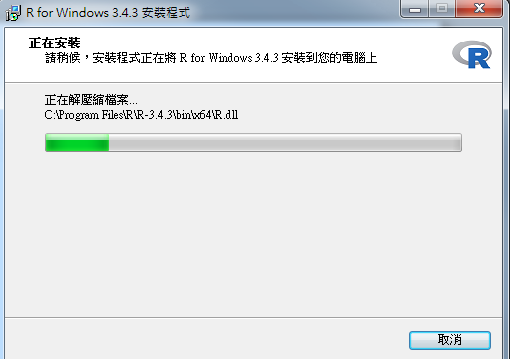 R for Windows 3.4.3 安裝程式
正在安裝
請稍候，安裝程式正在將 R for Windows 3.4.3 安裝到您的電腦上
R
正在解壓縮檔案...
C:\Program Files\R\R-3.4.3\bin\x64\R.dll
取消